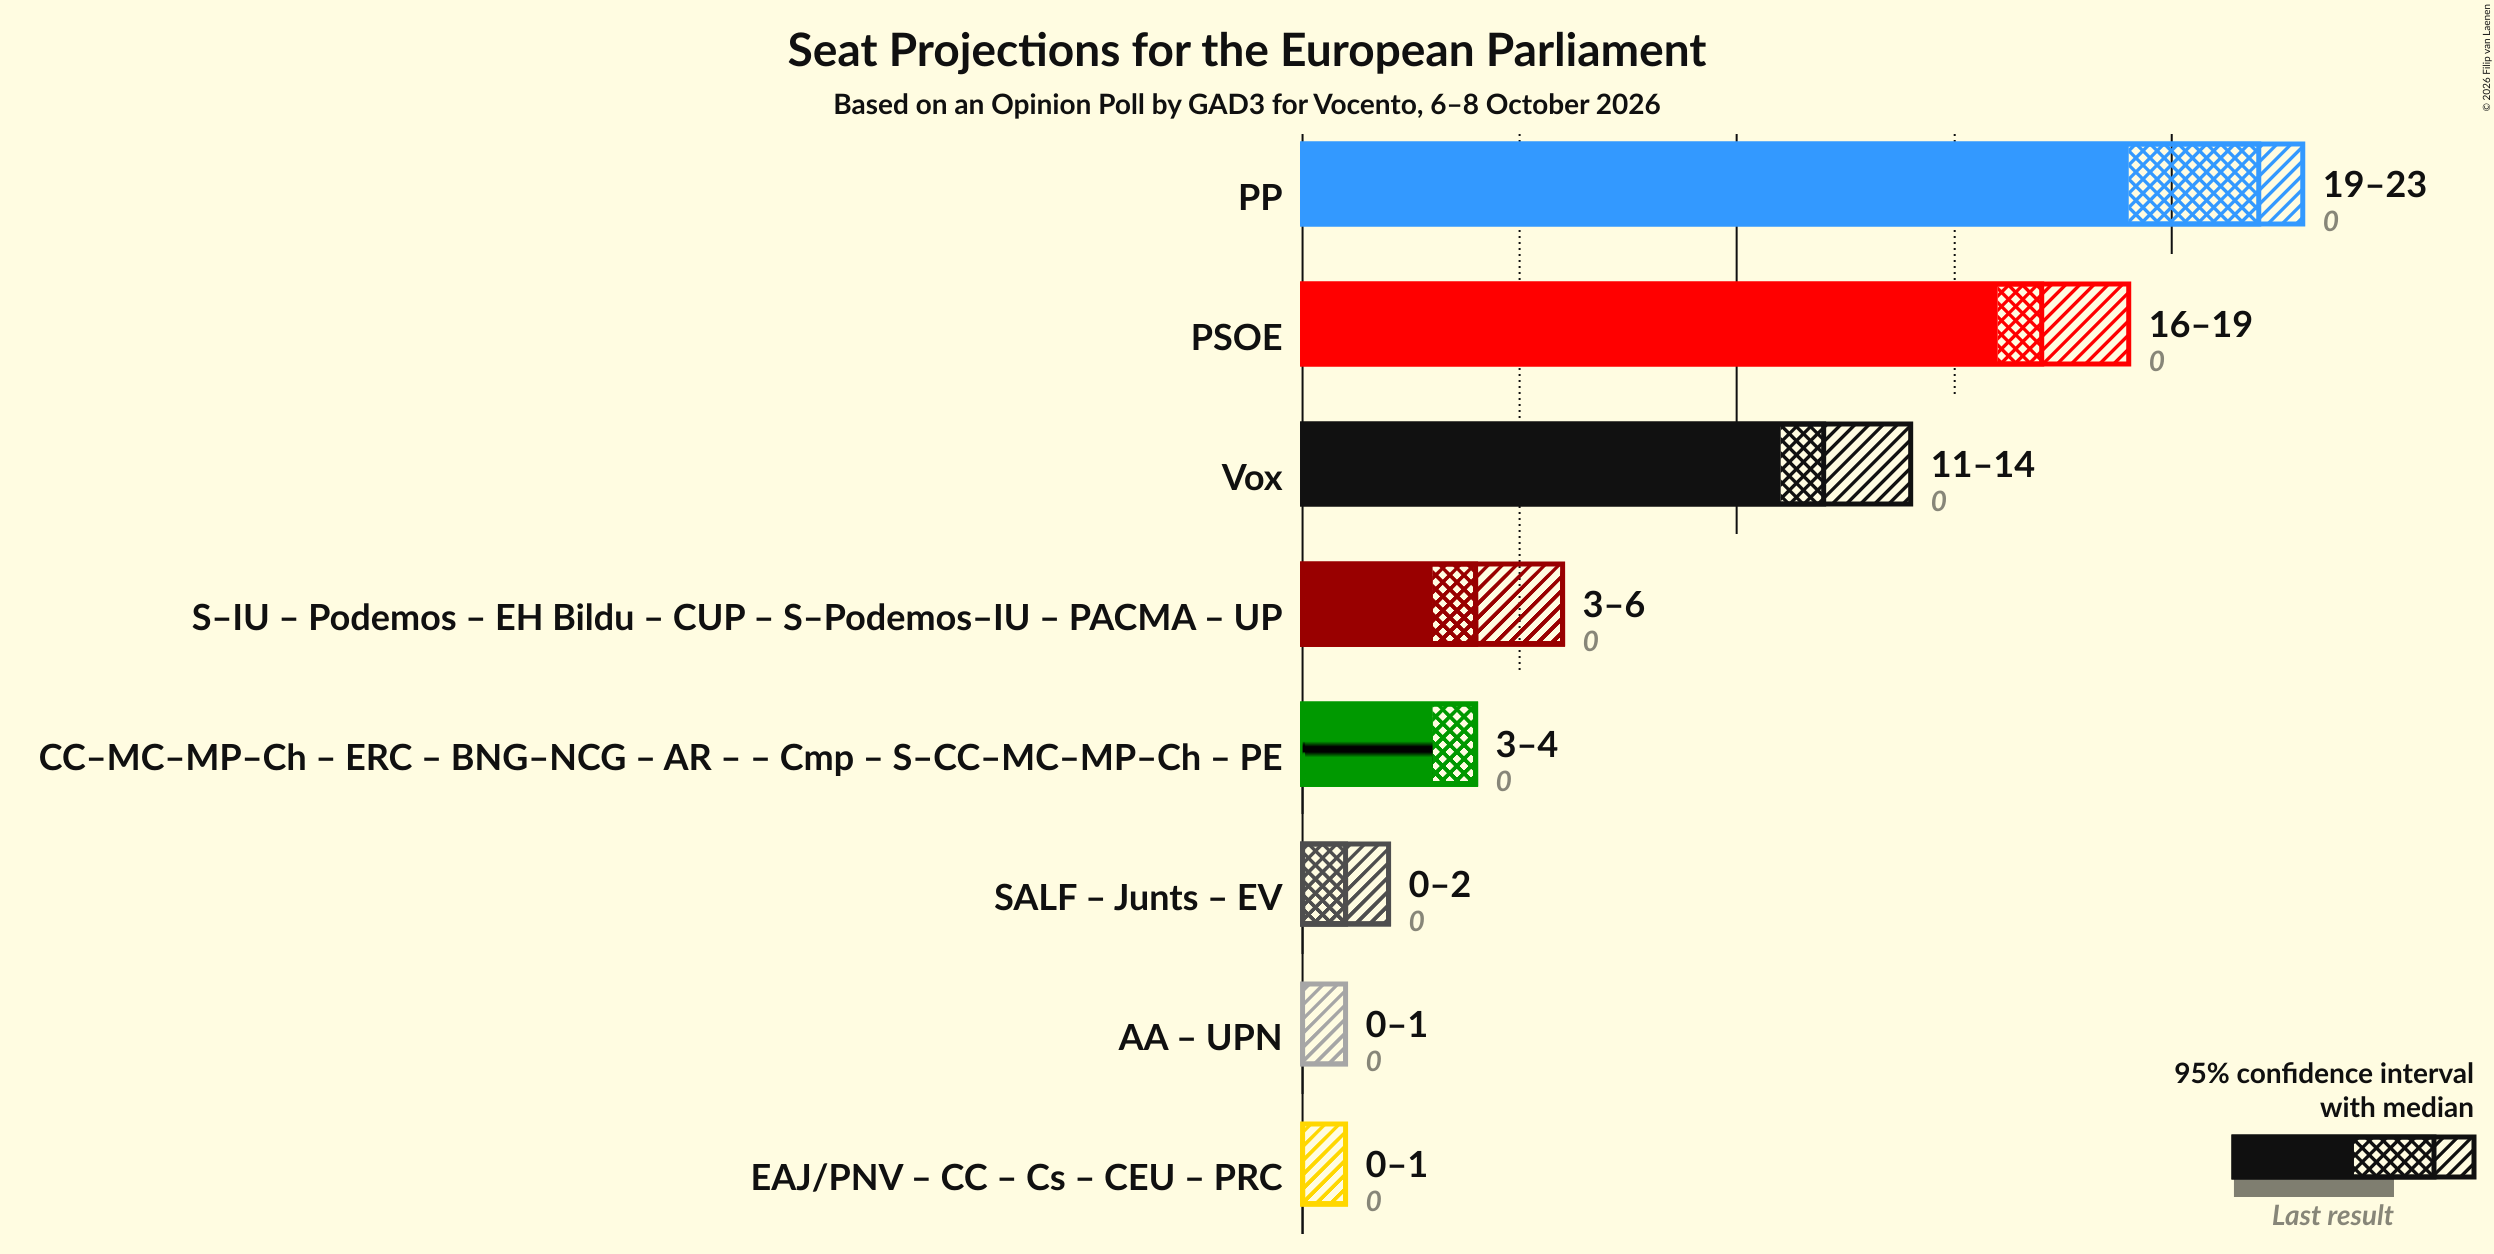 Seat Projections for the European Parliament
Based on an Opinion Poll by GAD3 for Vocento, 6–8 October 2026
© 2026 Filip van Laenen
PP
19–23
0
PSOE
16–19
0
Vox
11–14
0
S–IU – Podemos – EH Bildu – CUP – S–Podemos–IU – PACMA – UP
3–6
0
CC–MC–MP–Ch – ERC – BNG–NCG – AR – – Cmp – S–CC–MC–MP–Ch – PE
3–4
0
SALF – Junts – EV
0–2
0
AA – UPN
0–1
0
EAJ/PNV – CC – Cs – CEU – PRC
0–1
0
95% confidence interval
with median
Last result